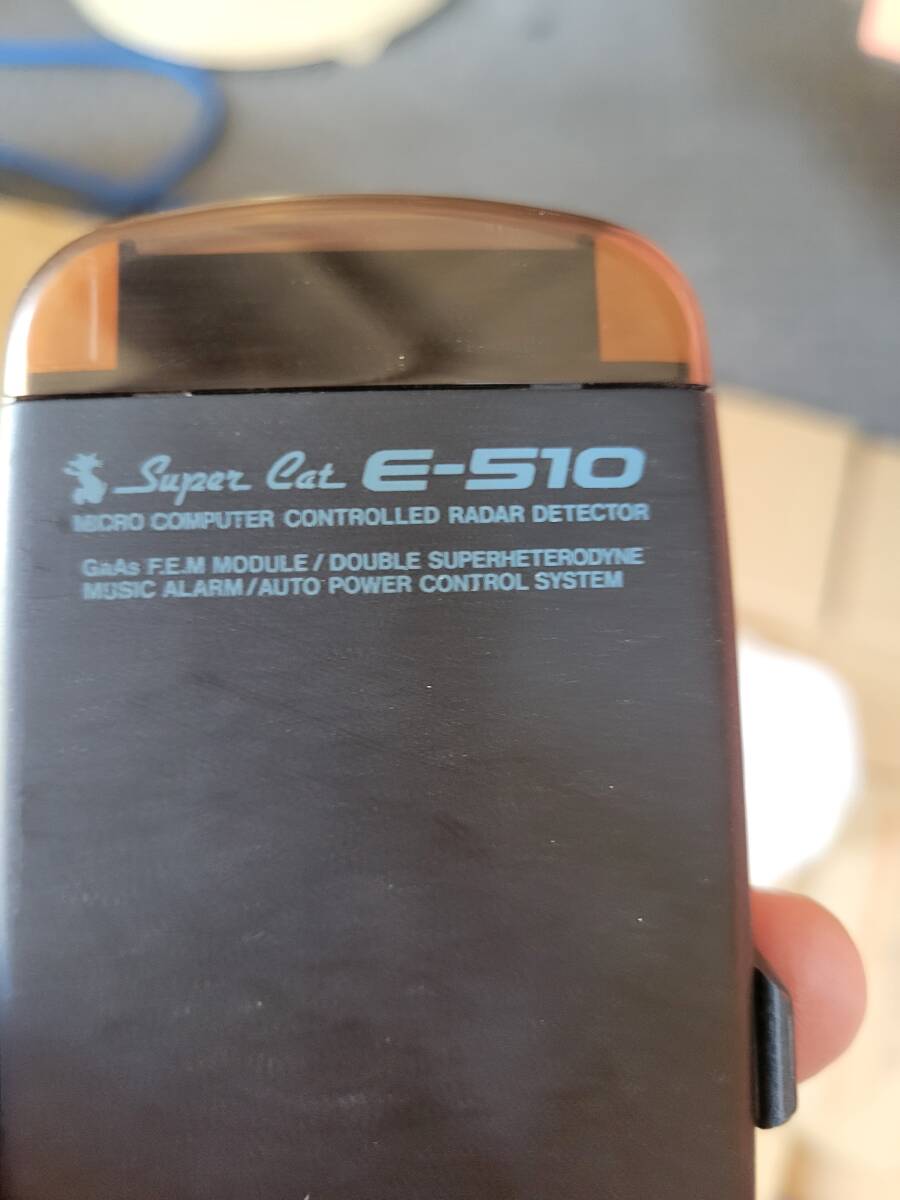 Super Cat E-510
MICRO COMPUTER CONTROLLED RADAR DETECTOR
GaAs F.E.M MODULE / DOUBLE SUPERHETERODYNE
MUSIC ALARM/AUTO POWER CONTROL SYSTEM